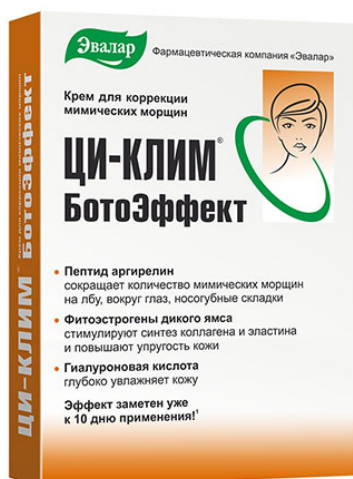 Эвалар
Фармацевтическая компания «Эвалар»
Крем для коррекции
мимических морщин
ЦИ-КЛИМ®
БотоЭффект
• Пептид аргирелин
сокращает количество мимических морщин
на лбу, вокруг глаз, носогубные складки
• Фитоэстрогены дикого ямса
стимулируют синтез коллагена и эластина
и повышают упругость кожи
• Гиалуроновая кислота
глубоко увлажняет кожу
Эффект заметен уже
к 10 дню применения!¹
ЦИ-КЛИМ®
БОТОЭФФЕКТ